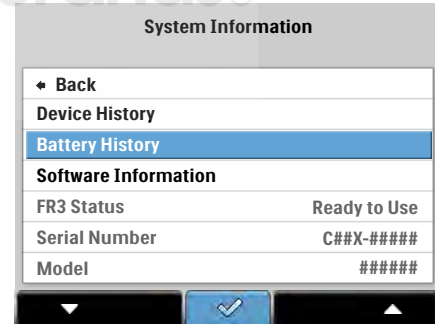 System Information
Back
Device History
Battery History
Software Information
FR3 Status Ready to Use
Serial Number C##X-#####
Model ######